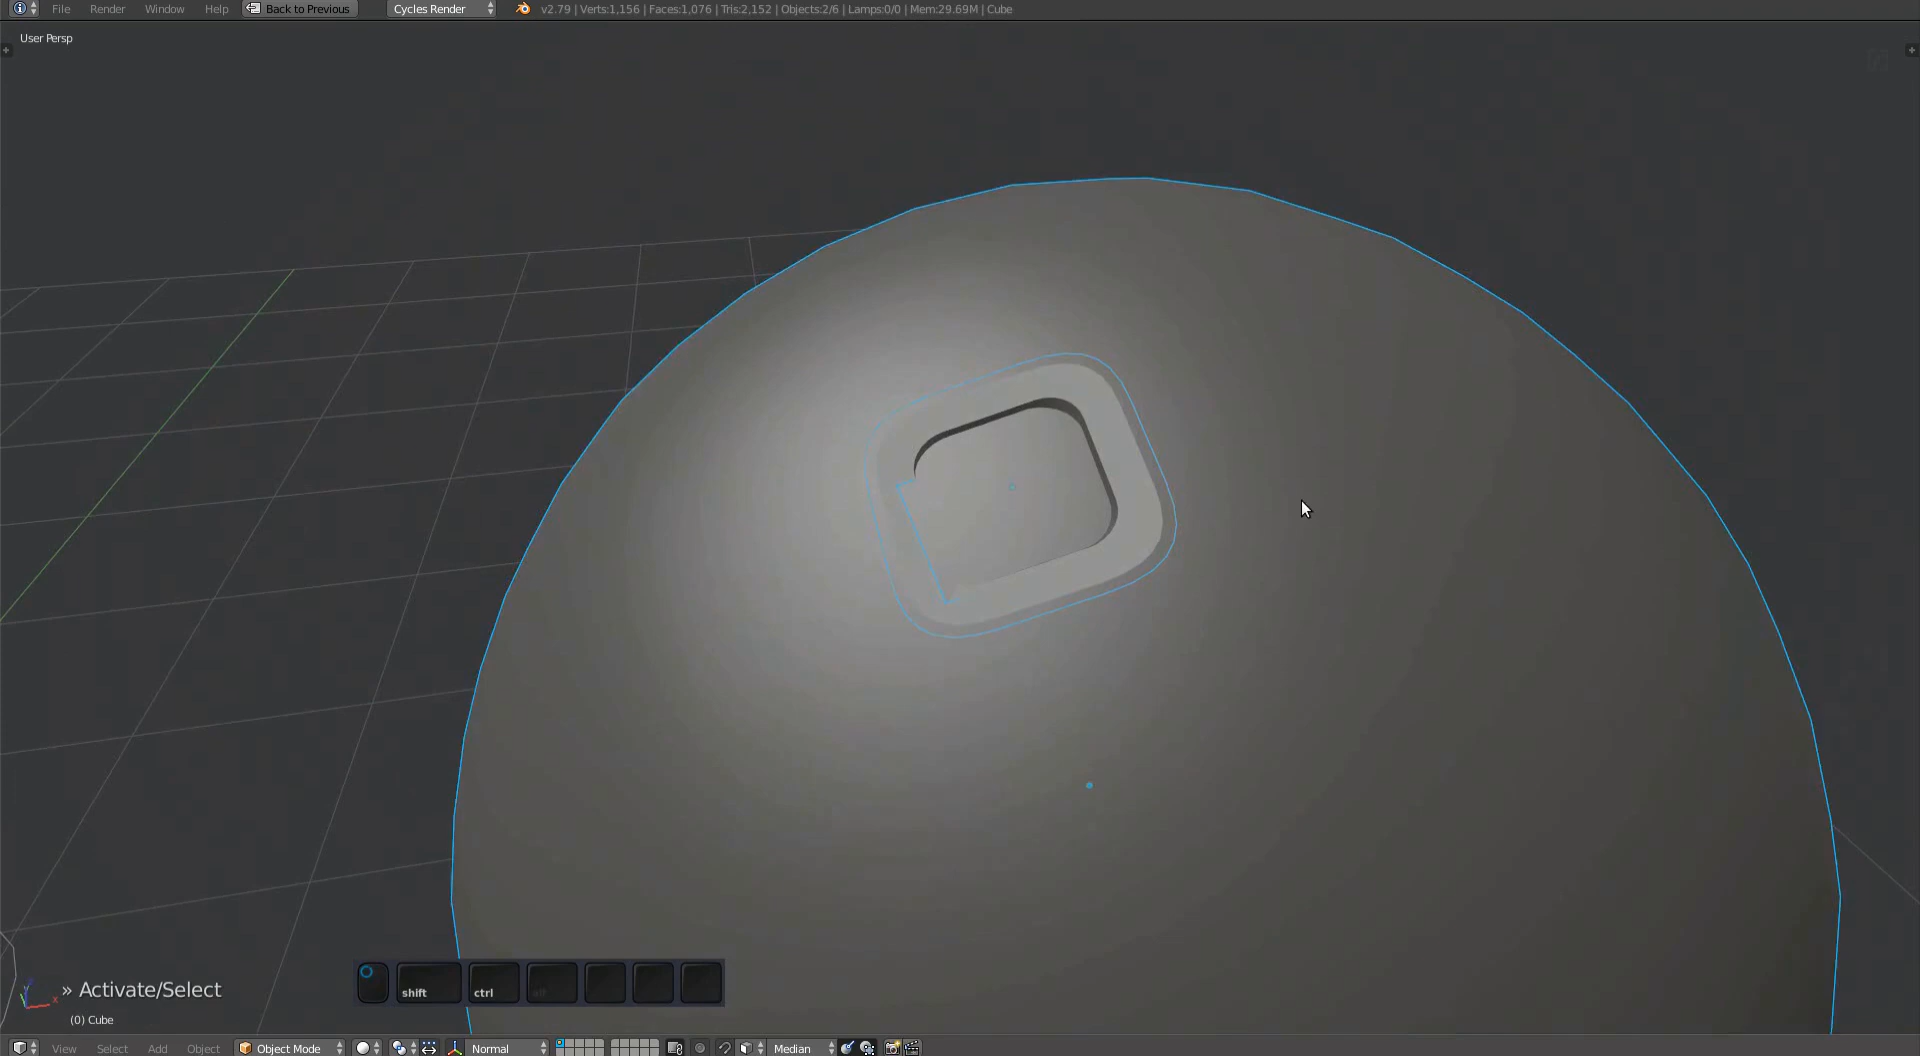 File Render Window Help Back to Previous Cycles Render v2.79 | Verts:1,156 | Faces:1,076 | Tris:2,152 | Objects:2/6 | Lamps:0/0 | Mem:29.69M | Cube
User Persp
shift ctrl alt
» Activate/Select
x
(0) Cube
View Select Add Object Object Mode Normal Median